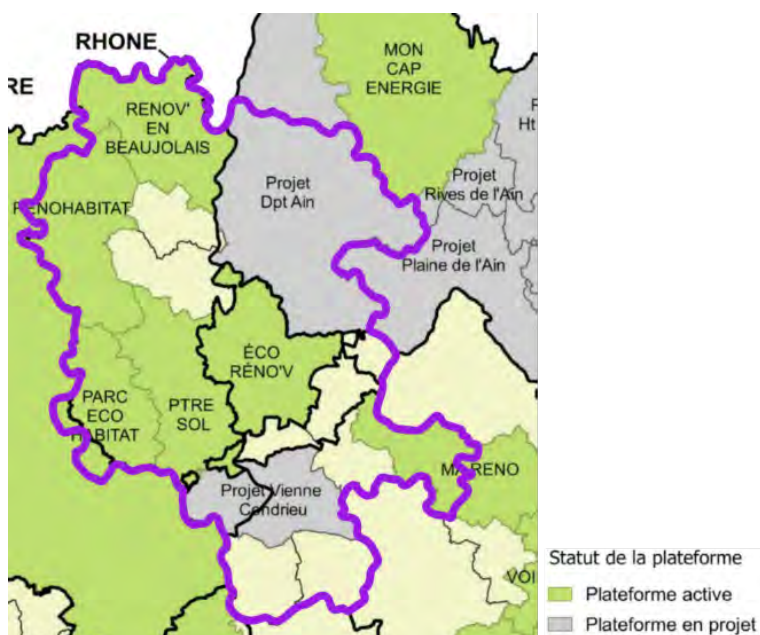 RHONE
RE
MON
CAP
ENERGIE
RENOV'
EN
BEAUJOLAIS
Ht
Projet
Dpt Ain
Projet
Rives de l'Ain
RENOHABITAT
Projet
Plaine de l'Ain
ÉCO
RÉNO'V
PARC
ECO
HABITAT
PTRE
SOL
MA RENO
Projet Vienne
Condrieu
VOI
Statut de la plateforme
Plateforme active
Plateforme en projet